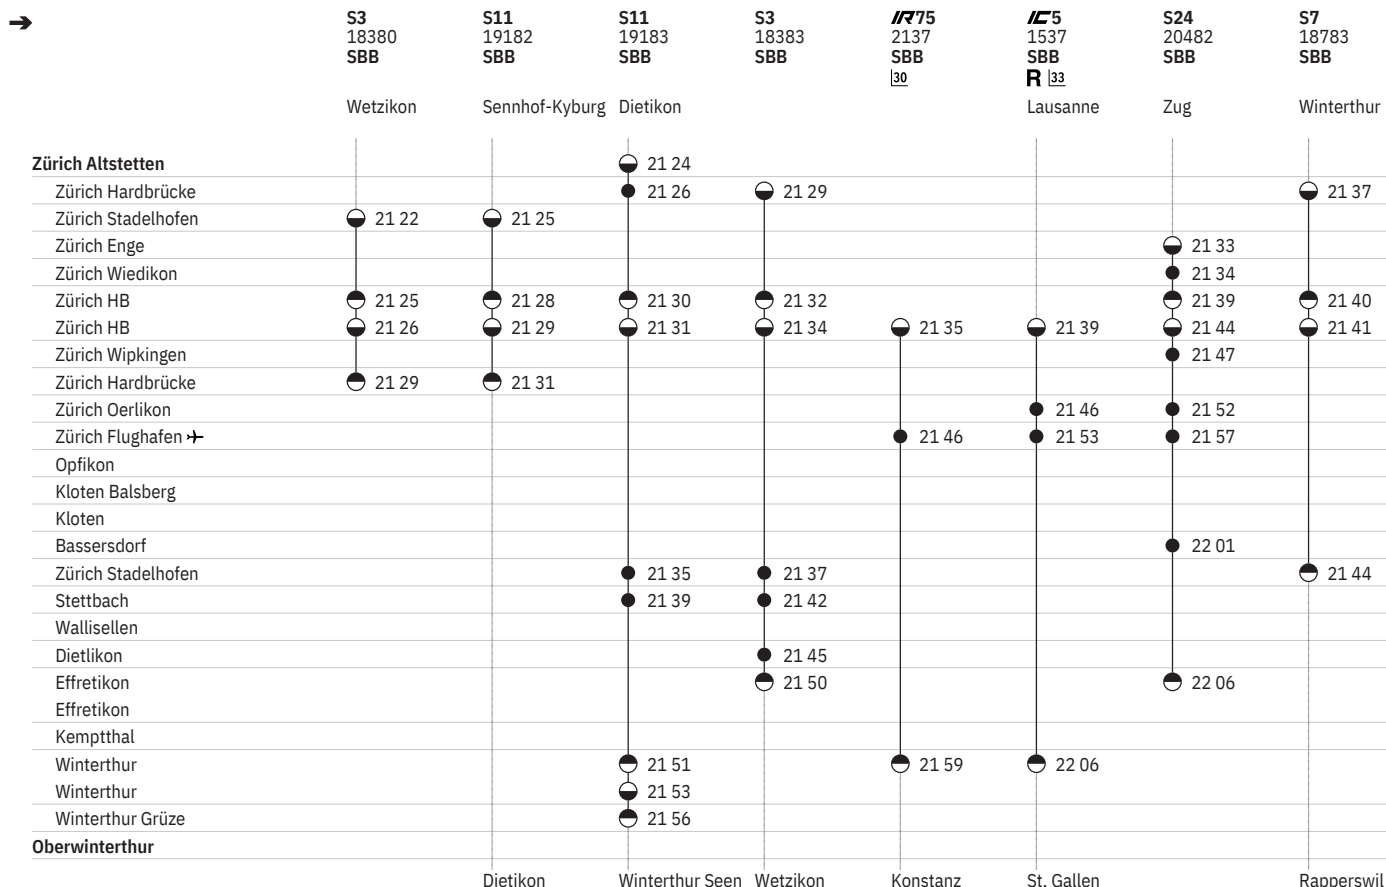 ➔ S3 S11 S11 S3 IR75 IC5 S24 S7
18380 19182 19183 18383 2137 1537 20482 18783
SBB SBB SBB SBB SBB SBB SBB SBB
30 R 33
Wetzikon Sennhof-Kyburg Dietikon Lausanne Zug Winterthur
Zürich Altstetten 21 24
Zürich Hardbrücke 21 26 21 29 21 37
Zürich Stadelhofen 21 22 21 25
Zürich Enge 21 33
Zürich Wiedikon 21 34
Zürich HB 21 25 21 28 21 30 21 32 21 39 21 40
Zürich HB 21 26 21 29 21 31 21 34 21 35 21 39 21 44 21 41
Zürich Wipkingen 21 47
Zürich Hardbrücke 21 29 21 31
Zürich Oerlikon 21 46 21 52
Zürich Flughafen 21 46 21 53 21 57
Opfikon
Kloten Balsberg
Kloten
Bassersdorf 22 01
Zürich Stadelhofen 21 35 21 37 21 44
Stettbach 21 39 21 42
Wallisellen
Dietlikon 21 45
Effretikon 21 50 22 06
Effretikon
Kemptthal
Winterthur 21 51 21 59 22 06
Winterthur 21 53
Winterthur Grüze 21 56
Oberwinterthur
Dietikon Winterthur Seen Wetzikon Konstanz St. Gallen Rapperswil